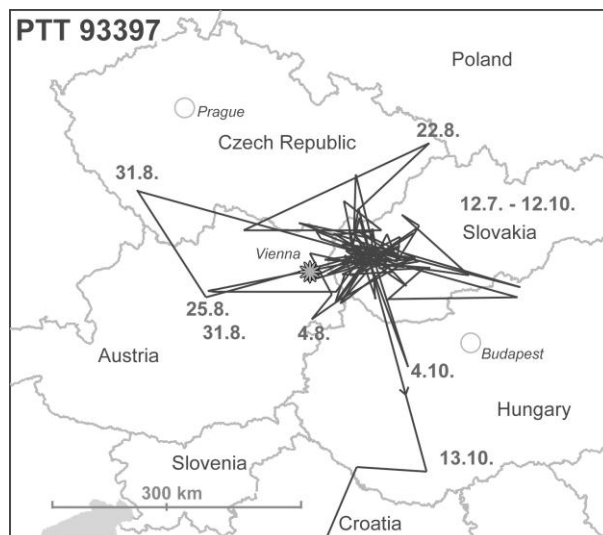 PTT 93397
Poland
Prague
22.8.
Czech Republic
31.8.
12.7. - 12.10.
Slovakia
Vienna
25.8.
31.8.
4.8.
Budapest
Austria
4.10.
Hungary
Slovenia
13.10.
300 km
Croatia